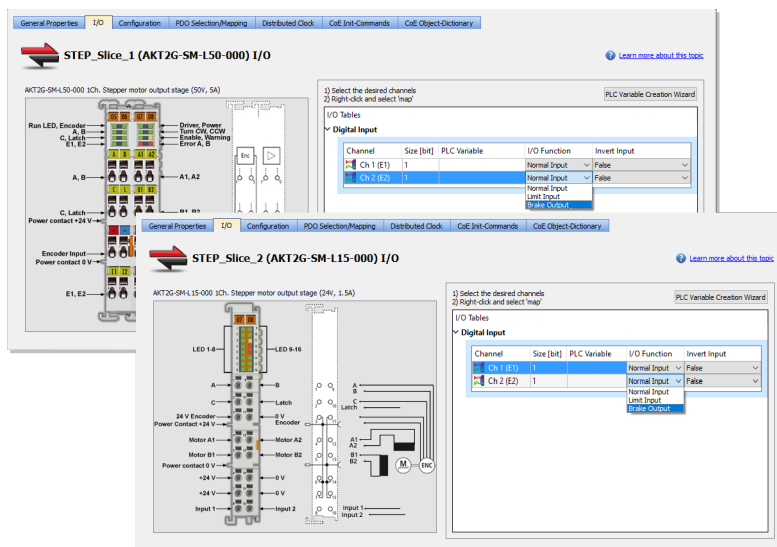 General Properties I/O Configuration PDO Selection/Mapping Distributed Clock CoE Init-Commands CoE Object-Dictionary
STEP_Slice_1 (AKT2G-SM-L50-000) I/O
Learn more about this topic
AKT2G-SM-L50-000 1Ch. Stepper motor output stage (50V, 5A)
05 06 07 08
Run LED, Encoder
A, B
C, Latch
E1, E2
Driver, Power
Turn CW, CCW
Enable, Warning
Error A, B
A B A1 A2
Enc
A, B
A1, A2
C L B1 B2
C, Latch
B1, B2
Power contact +24 V
Encoder Input
Power contact 0 V
I1 I2
E1, E2
1) Select the desired channels
2) Right-click and select 'map'
PLC Variable Creation Wizard
I/O Tables
Digital Input
Channel Size [bit] PLC Variable I/O Function Invert Input
Ch 1 (E1) 1 Normal Input False
Ch 2 (E2) 1 Normal Input False
Normal Input
Limit Input
Brake Output
General Properties I/O Configuration PDO Selection/Mapping Distributed Clock CoE Init-Commands CoE Object-Dictionary
STEP_Slice_2 (AKT2G-SM-L15-000) I/O
Learn more about this topic
AKT2G-SM-L15-000 1Ch. Stepper motor output stage (24V, 1.5A)
07 08
LED 1-8
LED 9-16
A
B
C
Latch
24 V Encoder
0 V
Power Contact +24 V
Encoder
Motor A1
Motor A2
Motor B1
Motor B2
Power contact 0 V
+24 V
0 V
+24 V
0 V
Input 1
Input 2
A
B
C
Latch
A1
A2
B1
B2
M
ENC
Input 1
Input 2
1) Select the desired channels
2) Right-click and select 'map'
PLC Variable Creation Wizard
I/O Tables
Digital Input
Channel Size [bit] PLC Variable I/O Function Invert Input
Ch 1 (E1) 1 Normal Input False
Ch 2 (E2) 1 Normal Input False
Normal Input
Limit Input
Brake Output